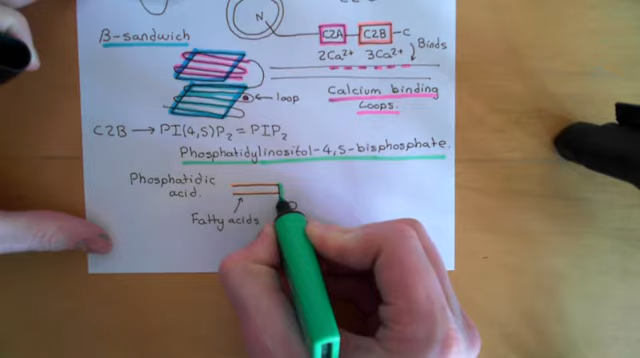 N
C2A
C2B
C
β-sandwich
2Ca²⁺
3Ca²⁺
Binds
loop
Calcium binding
Loops.
C2B → PI(4,5)P₂ = PIP₂
Phosphatidylinositol-4,5-bisphosphate.
Phosphatidic
acid.
Fatty acids